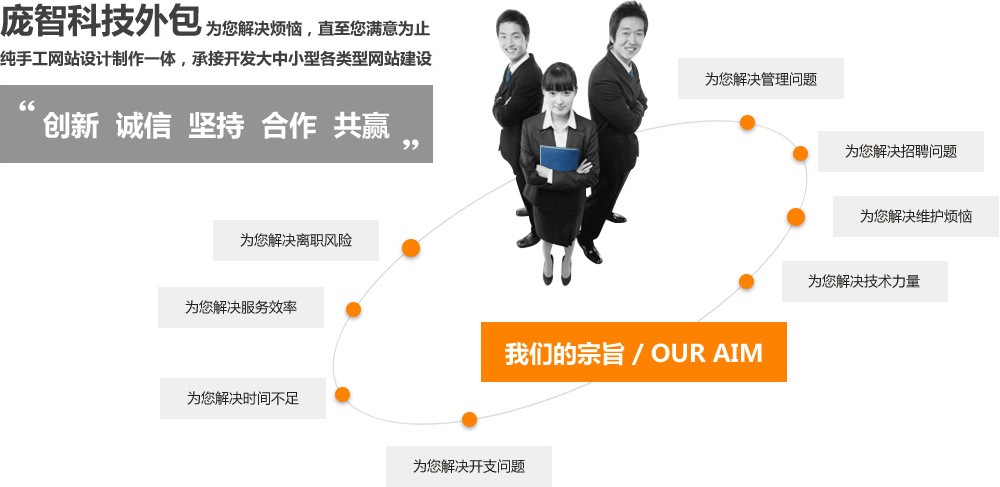 庞智科技外包 为您解决烦恼，直至您满意为止
纯手工网站设计制作一体，承接开发大中小型各类型网站建设
“创新 诚信 坚持 合作 共赢”
为您解决管理问题
为您解决招聘问题
为您解决维护烦恼
为您解决技术力量
为您解决离职风险
为您解决服务效率
为您解决时间不足
为您解决开支问题
我们的宗旨 / OUR AIM